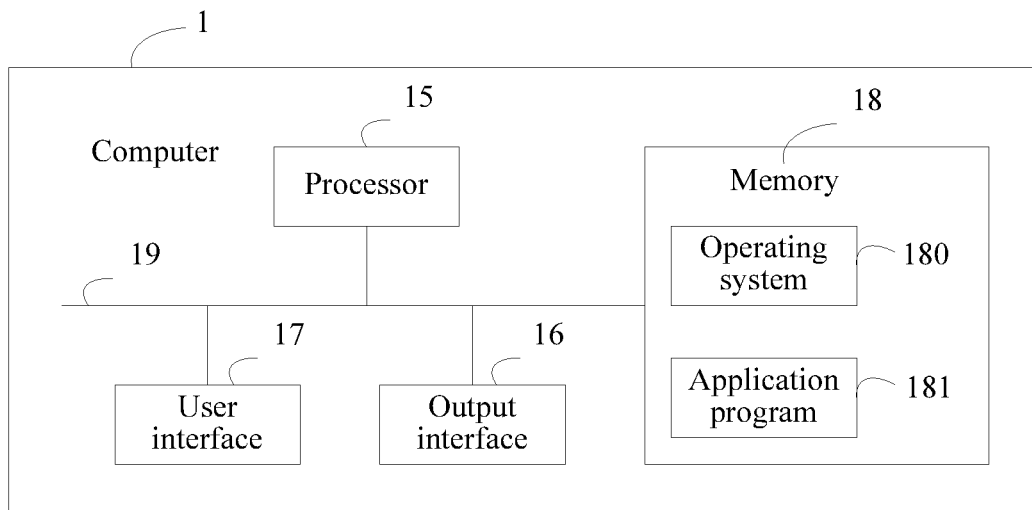 1
15
18
Computer
Processor
Memory
19
Operating
system
180
17
16
User
interface
Output
interface
Application
program
181